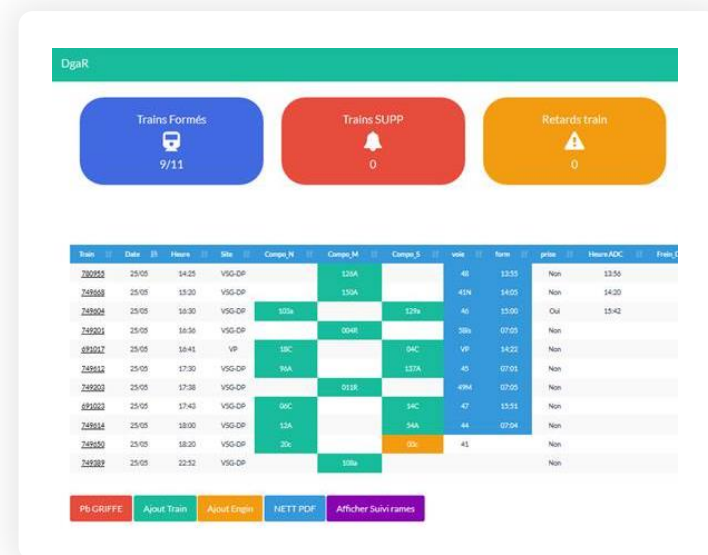 DgaR
Trains Formés Trains SUPP Retards train
9/11 0 0
Train Date Heure Site Compo_N Compo_M Compo_S voie form prise Heure ADC Frein_D
780955 25/05 14:25 VSG-DP 126A 48 13:55 Non 13:56
749668 25/05 15:20 VSG-DP 150A 41N 14:05 Non 14:20
749604 25/05 16:30 VSG-DP 103a 129a 46 15:00 Oui 15:42
749201 25/05 16:36 VSG-DP 004R 07:05 Non
691017 25/05 16:41 VP 18C 04C VP 14:22 Non
749612 25/05 17:30 VSG-DP 96A 137A 45 07:01 Non
749203 25/05 17:38 VSG-DP 011R 49M 07:05 Non
691023 25/05 17:43 VSG-DP 06C 14C 47 15:51 Non
749614 25/05 18:00 VSG-DP 12A 54A 44 07:04 Non
749650 25/05 18:20 VSG-DP 20c 03c 41 Non
749389 25/05 22:52 VSG-DP 108a Non
Pb GRIFFE Ajout Train Ajout Engin NETT PDF Afficher Suivi rames